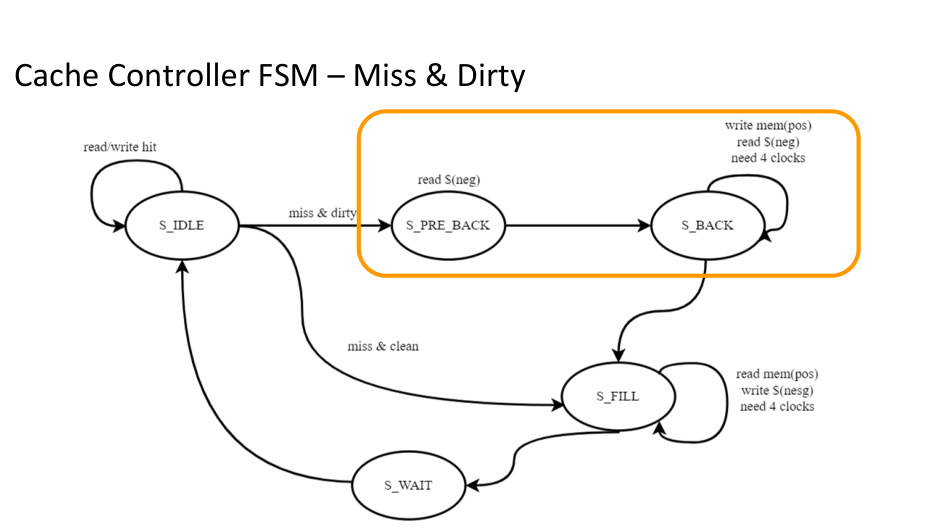 Cache Controller FSM – Miss & Dirty
write mem(pos)
read S(neg)
need 4 clocks
read/write hit
read S(neg)
miss & dirty
S_IDLE
S_PRE_BACK
S_BACK
miss & clean
read mem(pos)
write S(nesg)
need 4 clocks
S_FILL
S_WAIT